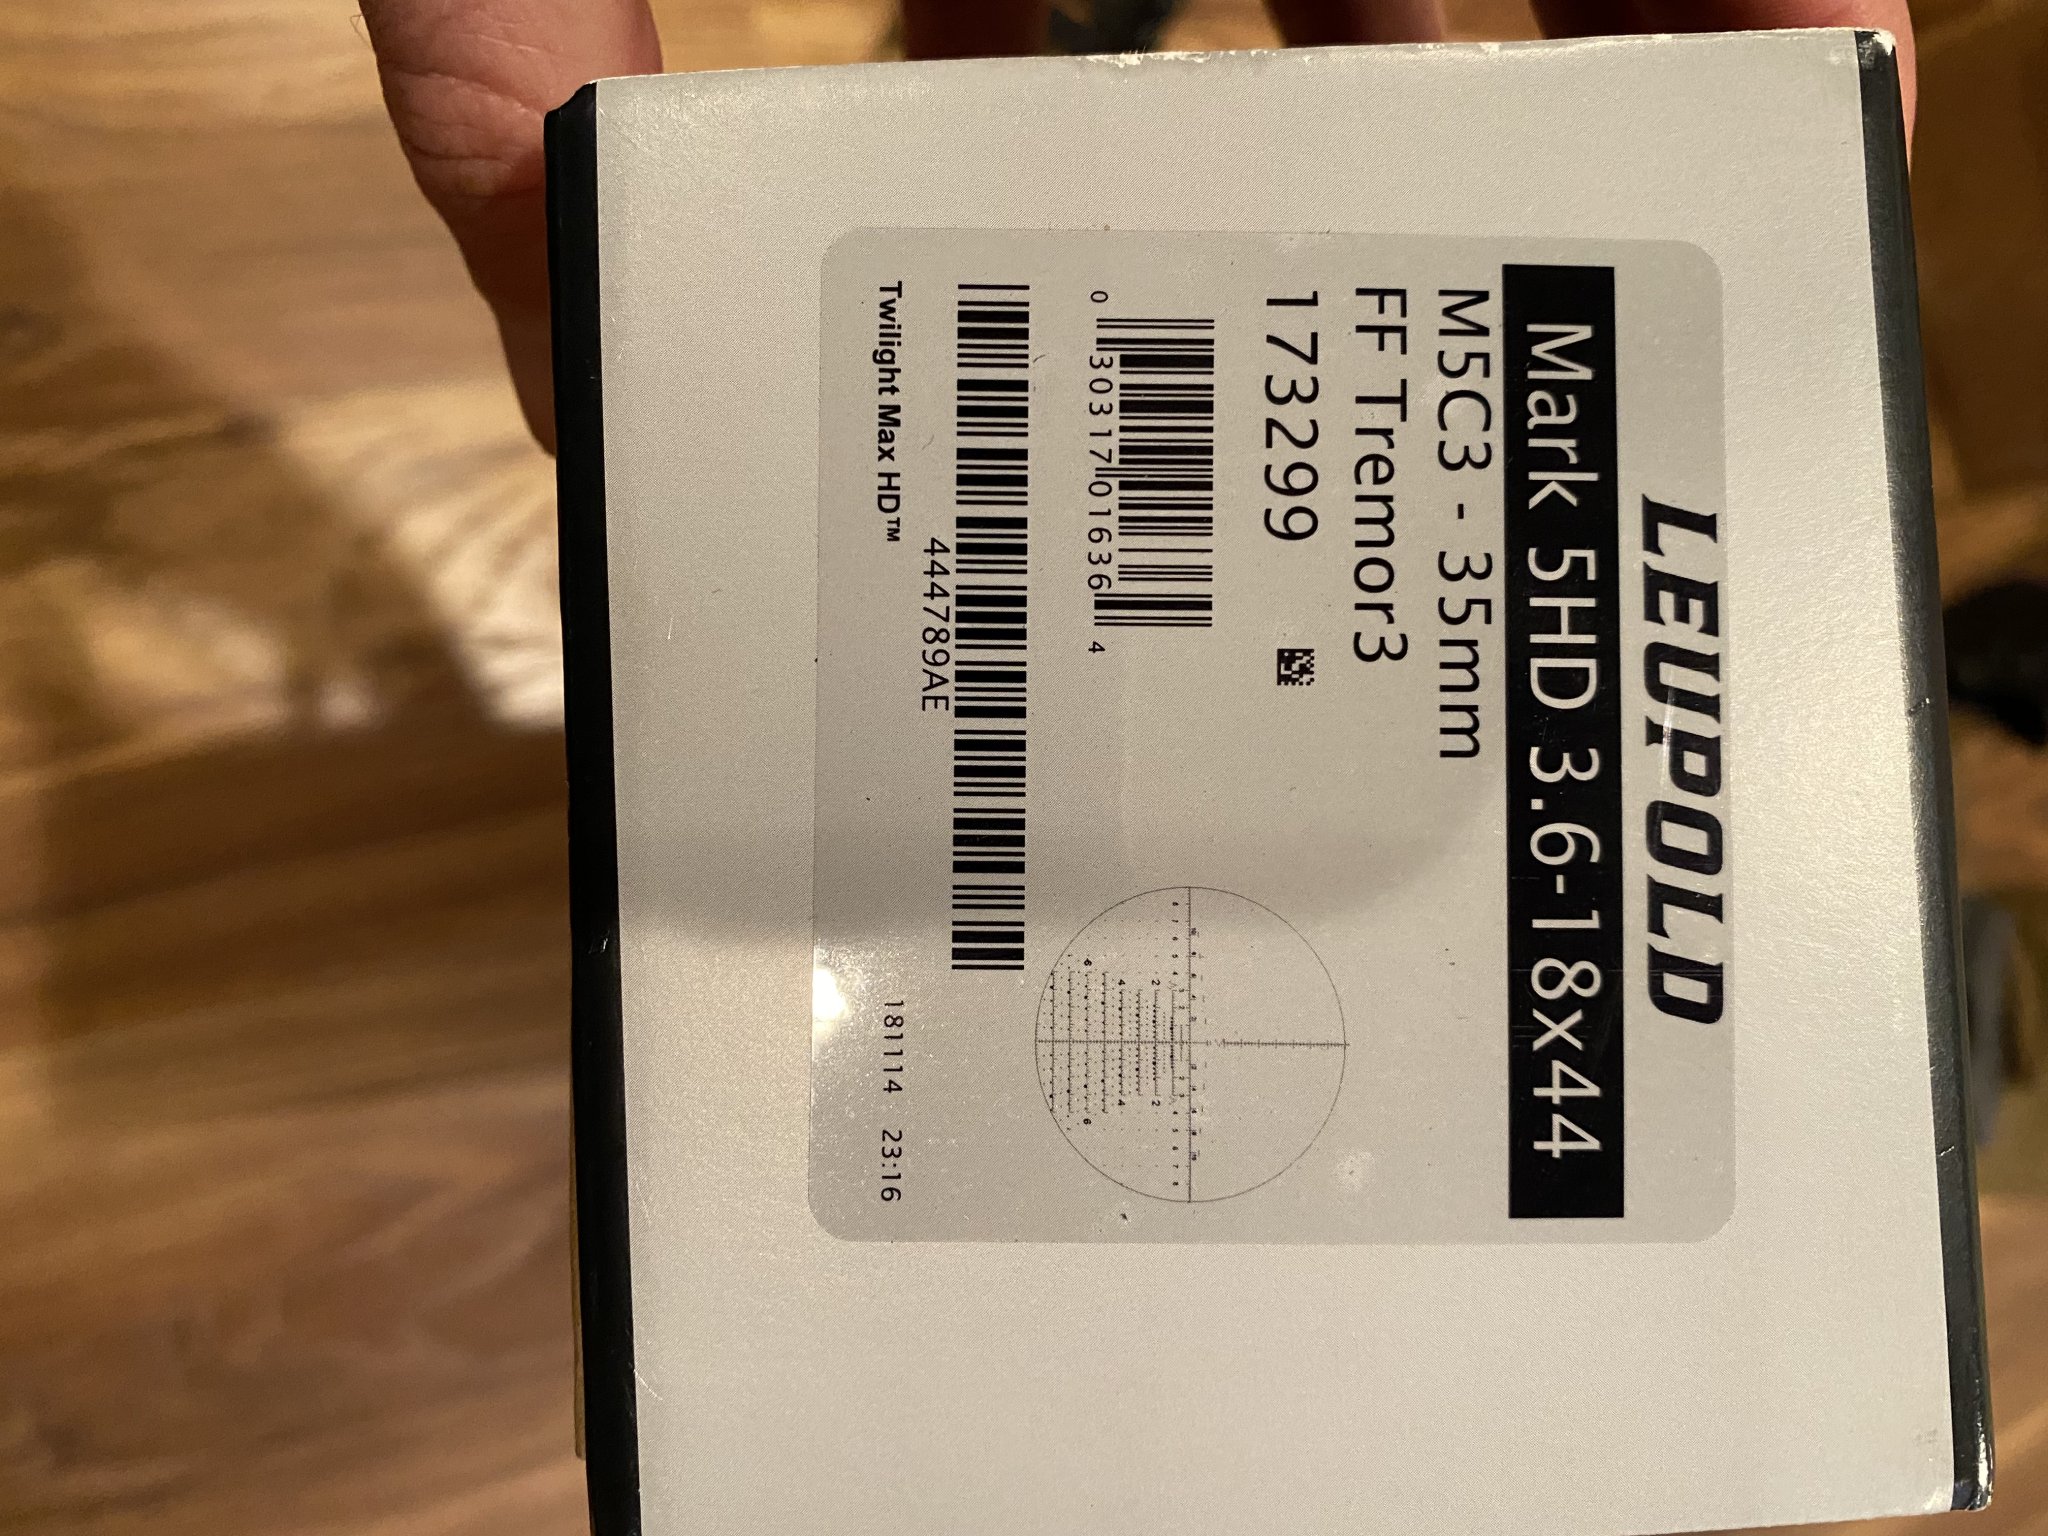 LEUPOLD
Mark 5HD 3.6-18x44
M5C3 - 35mm
FF Tremor3
173299
0 30317 01636 4
444789AE
Twilight Max HD™ 181114 23:16